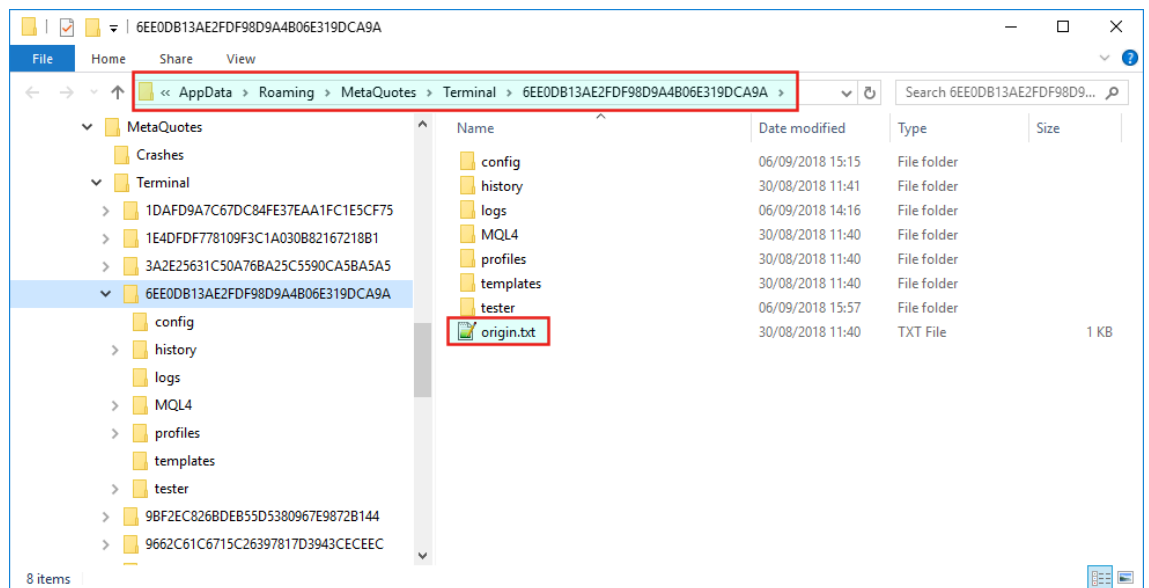 6EE0DB13AE2FDF98D9A4B06E319DCA9A
File Home Share View
« AppData > Roaming > MetaQuotes > Terminal > 6EE0DB13AE2FDF98D9A4B06E319DCA9A >
Search 6EE0DB13AE2FDF98D9...
MetaQuotes
Crashes
Terminal
1DAFD9A7C67DC84FE37EAA1FC1E5CF75
1E4DFDF778109F3C1A030B82167218B1
3A2E25631C50A76BA25C5590CA5BA5A5
6EE0DB13AE2FDF98D9A4B06E319DCA9A
config
history
logs
MQL4
profiles
templates
tester
9BF2EC826BDEB55D5380967E9872B144
9662C61C6715C26397817D3943CECEEC
Name Date modified Type Size
config 06/09/2018 15:15 File folder
history 30/08/2018 11:41 File folder
logs 06/09/2018 14:16 File folder
MQL4 30/08/2018 11:40 File folder
profiles 30/08/2018 11:40 File folder
templates 30/08/2018 11:40 File folder
tester 06/09/2018 15:57 File folder
origin.txt 30/08/2018 11:40 TXT File 1 KB
8 items